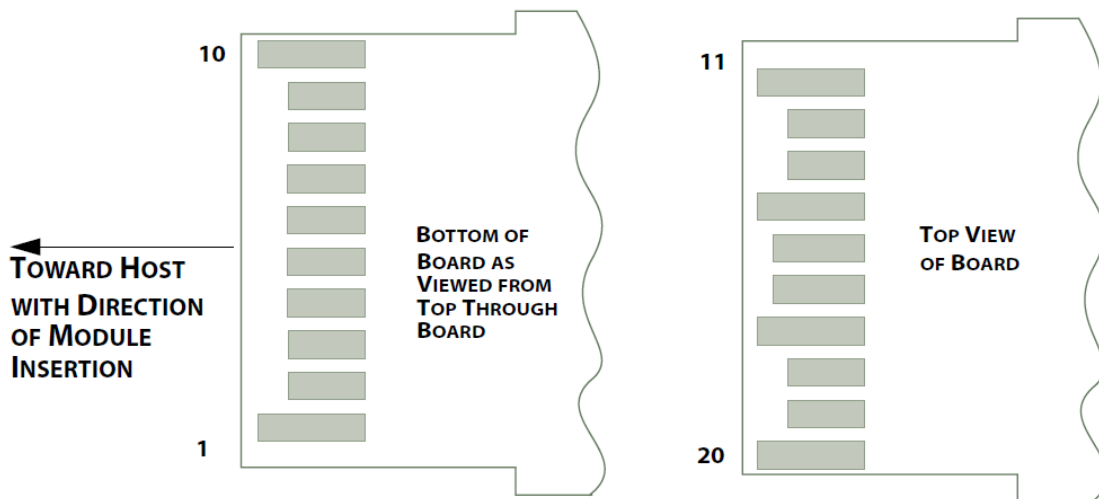 10
BOTTOM OF
BOARD AS
VIEWED FROM
TOP THROUGH
BOARD
TOWARD HOST
WITH DIRECTION
OF MODULE
INSERTION
1
11
TOP VIEW
OF BOARD
20